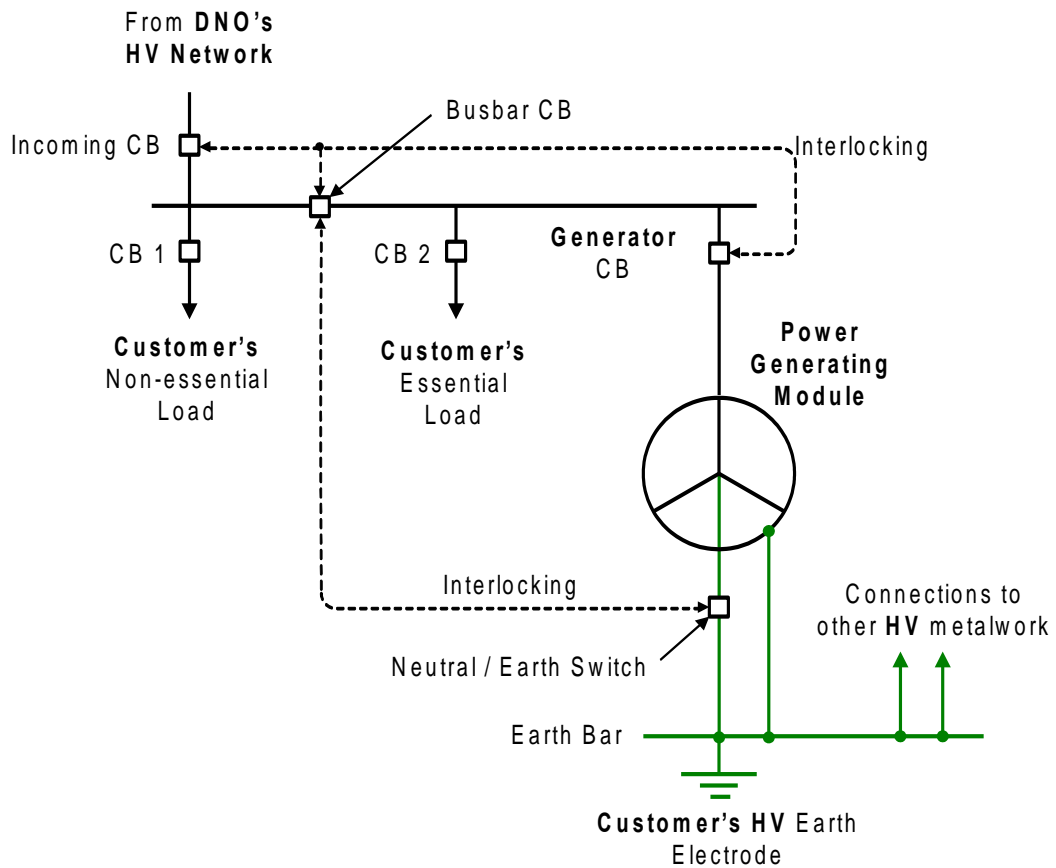 From DNO's
HV Network
Busbar CB
Incoming CB
Interlocking
CB 1
CB 2
Generator
CB
Customer's
Non-essential
Load
Customer's
Essential
Load
Power
Generating
Module
Interlocking
Connections to
other HV metalwork
Neutral / Earth Switch
Earth Bar
Customer's HV Earth
Electrode